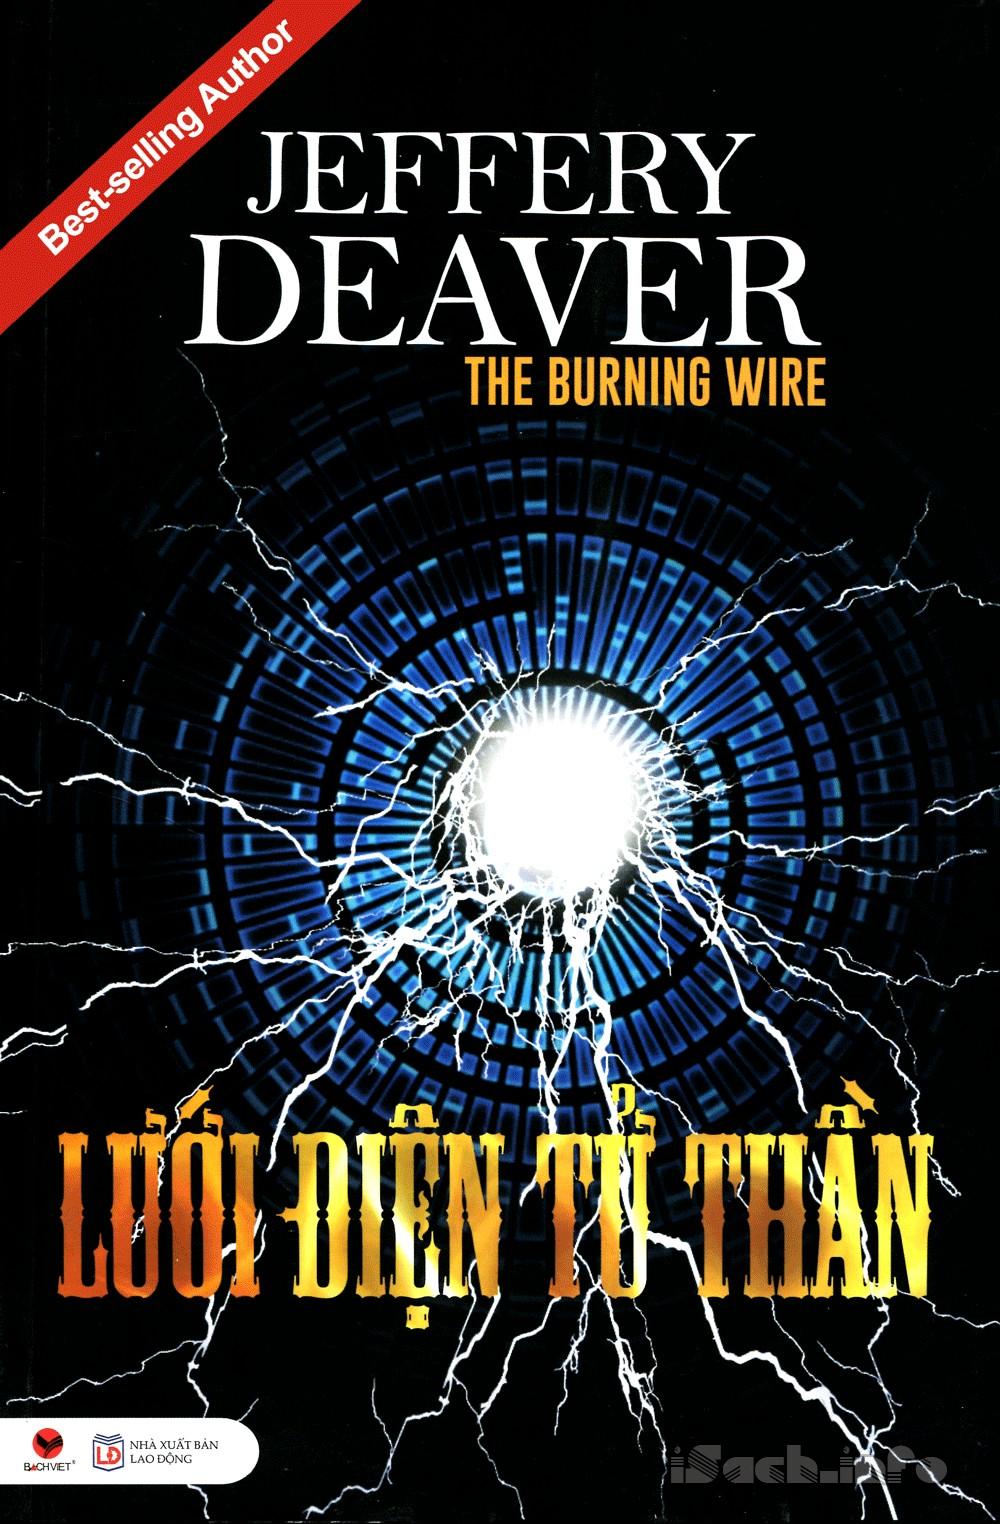 Best-selling Author
JEFFERY
DEAVER
THE BURNING WIRE
LƯỚI ĐIỆN TỬ THẦN
BACHVIET®
LĐ
NHÀ XUẤT BẢN
LAO ĐỘNG
iSach.info